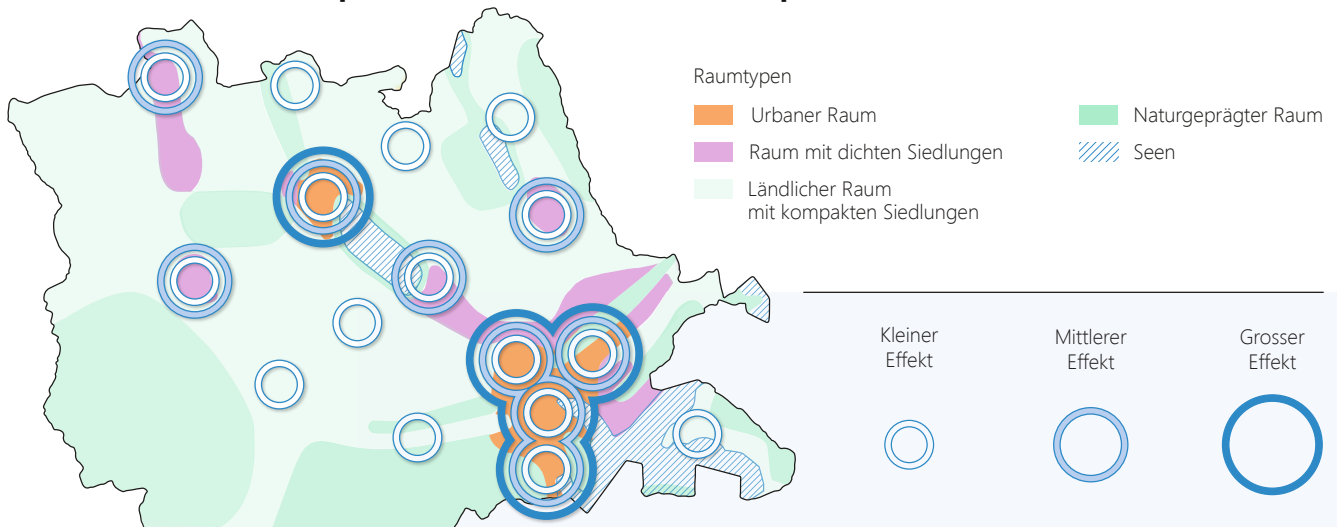 Raumtypen
Urbaner Raum
Raum mit dichten Siedlungen
Ländlicher Raum
mit kompakten Siedlungen
Naturgeprägter Raum
Seen
Kleiner
Effekt
Mittlerer
Effekt
Grosser
Effekt